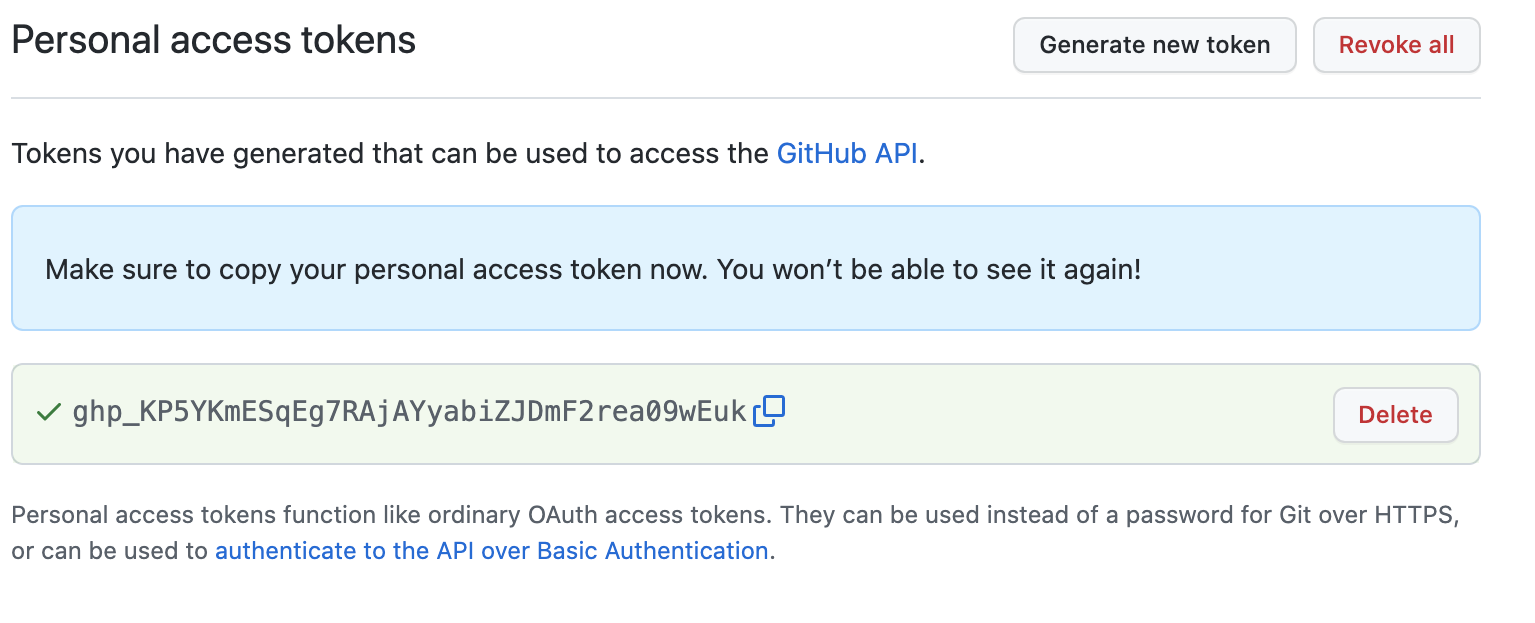 Personal access tokens
Generate new token
Revoke all
Tokens you have generated that can be used to access the GitHub API.
Make sure to copy your personal access token now. You won’t be able to see it again!
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
Delete
Personal access tokens function like ordinary OAuth access tokens. They can be used instead of a password for Git over HTTPS,
or can be used to authenticate to the API over Basic Authentication.